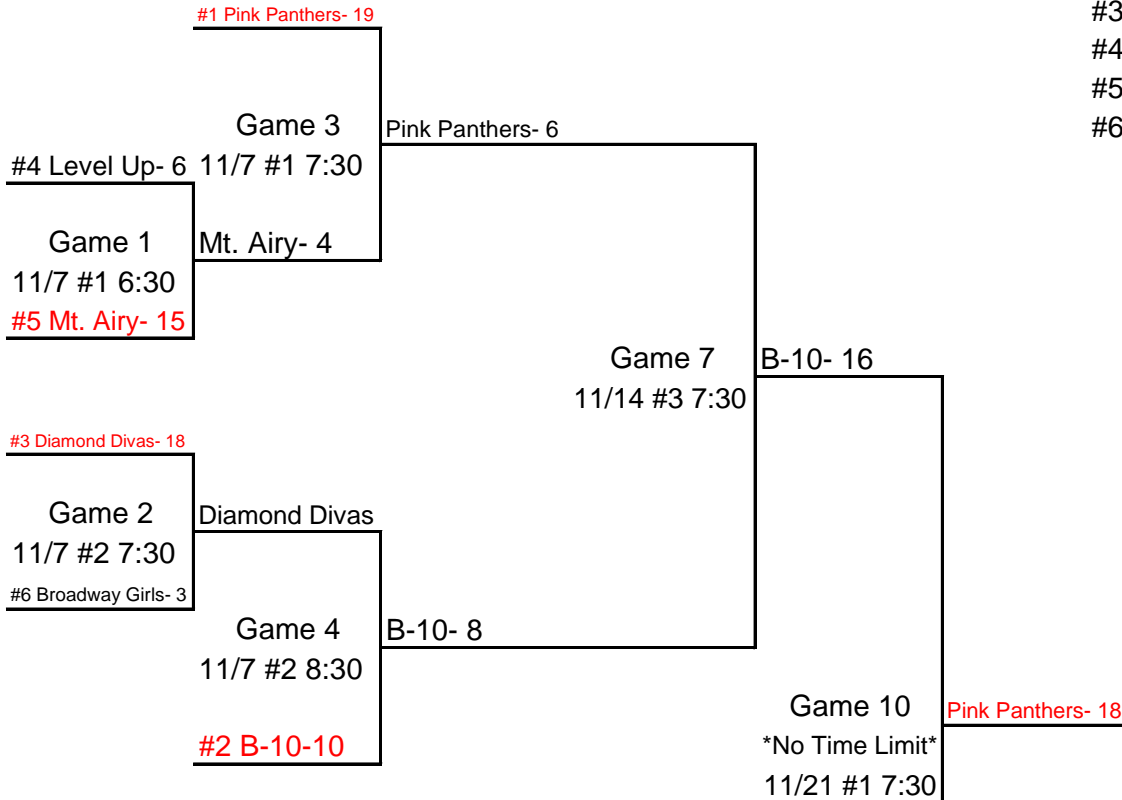 #1 Pink Panthers- 19
#3
#4
#5
#6
Game 3
11/7 #1 7:30
Pink Panthers- 6
#4 Level Up- 6
Game 1
11/7 #1 6:30
#5 Mt. Airy- 15
Mt. Airy- 4
Game 7
11/14 #3 7:30
B-10- 16
#3 Diamond Divas- 18
Game 2
11/7 #2 7:30
#6 Broadway Girls- 3
Diamond Divas
Game 4
11/7 #2 8:30
B-10- 8
#2 B-10-10
Game 10
*No Time Limit*
11/21 #1 7:30
Pink Panthers- 18